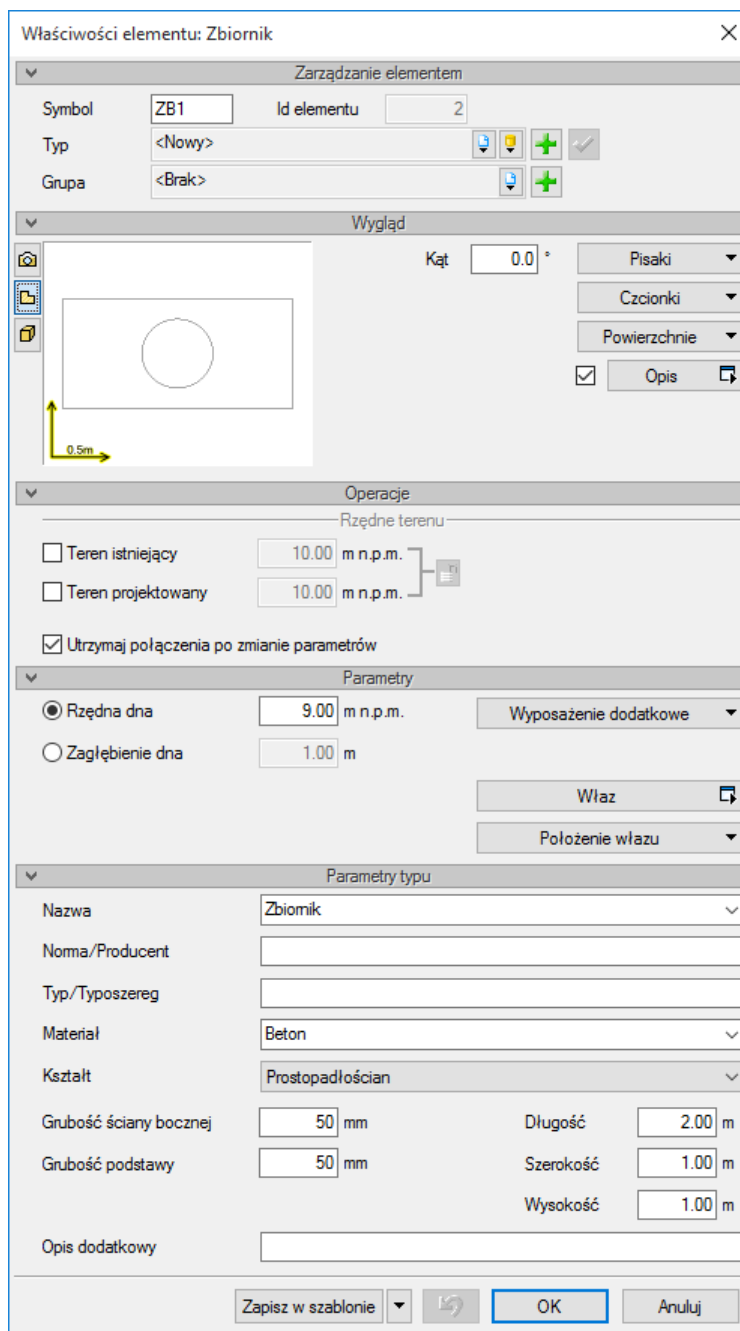 Właściwości elementu: Zbiornik
Zarządzanie elementem
Symbol ZB1 Id elementu 2
Typ <Nowy>
Grupa <Brak>
Wygląd
Kąt 0.0 ° Pisaki
Czcionki
Powierzchnie
Opis
0.5m
Operacje
Rzędne terenu
Teren istniejący 10.00 m n.p.m.
Teren projektowany 10.00 m n.p.m.
Utrzymaj połączenia po zmianie parametrów
Parametry
Rzędna dna 9.00 m n.p.m. Wyposażenie dodatkowe
Zagłębienie dna 1.00 m
Właz
Położenie włazu
Parametry typu
Nazwa Zbiornik
Norma/Producent
Typ/Typoszereg
Materiał Beton
Kształt Prostopadłościan
Grubość ściany bocznej 50 mm Długość 2.00 m
Grubość podstawy 50 mm Szerokość 1.00 m
Wysokość 1.00 m
Opis dodatkowy
Zapisz w szablonie OK Anuluj